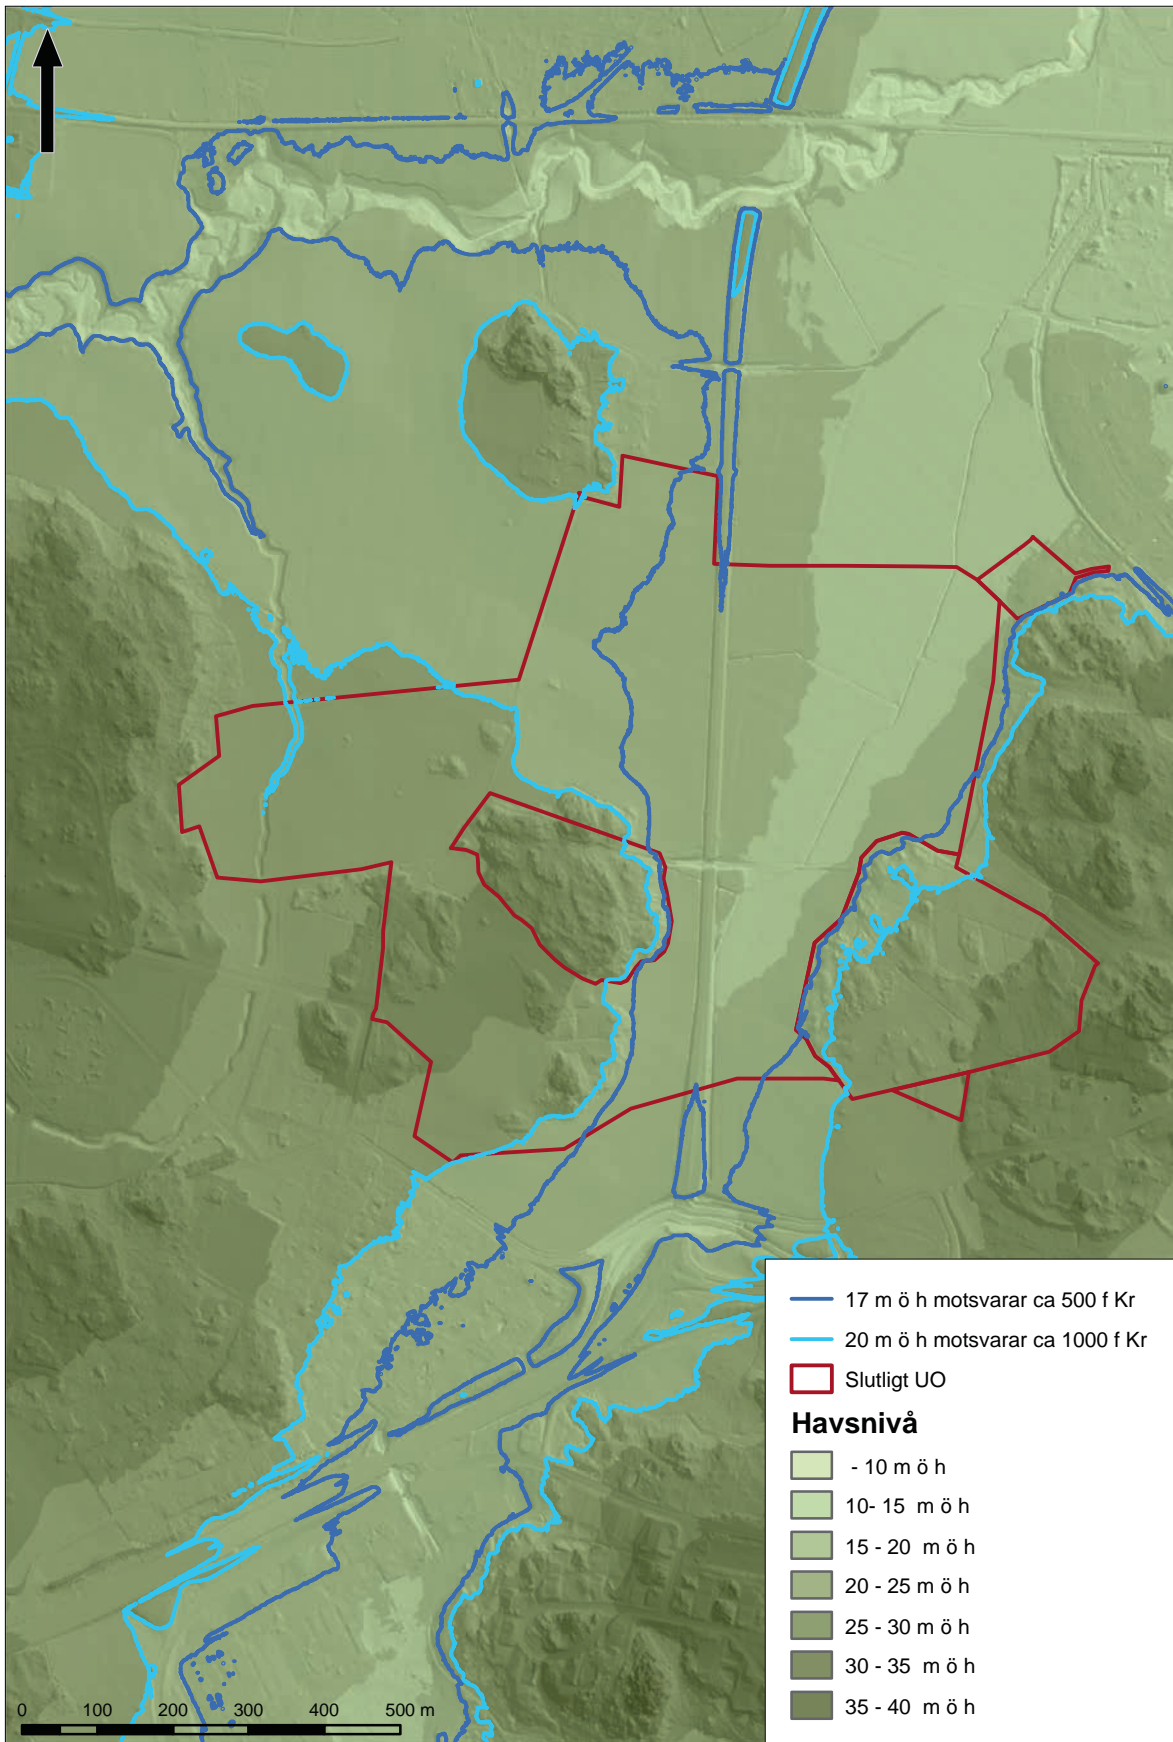 17 m ö h motsvarar ca 500 f Kr
20 m ö h motsvarar ca 1000 f Kr
Slutligt UO
Havsnivå
- 10 m ö h
10- 15 m ö h
15 - 20 m ö h
20 - 25 m ö h
25 - 30 m ö h
30 - 35 m ö h
35 - 40 m ö h
0 100 200 300 400 500 m